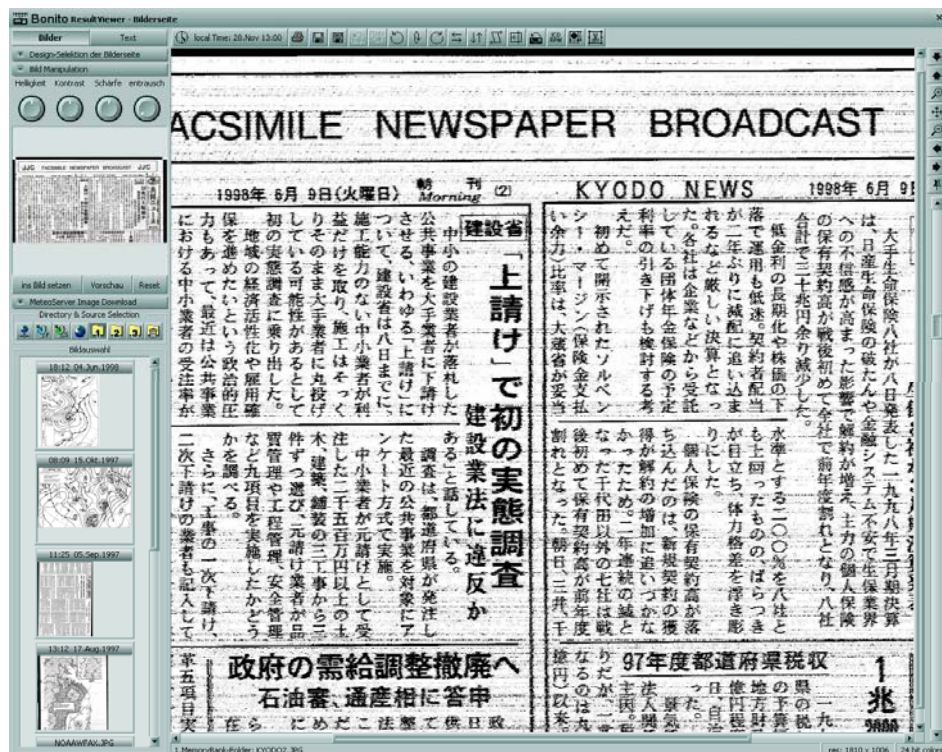 Bonito ResultViewer - Bilderseite
Bilder
Text
local Time: 20.Nov 13:00
Design-Selektion der Bilderseite
Bild Manipulation
Helligkeit Kontrast Schärfe entrausch
JJC FACSIMILE NEWSPAPER BROADCAST JJC
ins Bild setzen Vorschau Reset
MeteoServer Image Download
Directory & Source Selection
Bildauswahl
18:12 04.Jun.1998
08:09 15.Okt.1997
11:25 05.Sep.1997
13:12 17.Aug.1997
NOAAWFAX.JPG
ACSIMILE NEWSPAPER BROADCAST
1998年 6月 9日(火曜日)
朝刊
Morning
(2)
KYODO NEWS
1998年 6月 9
大手生命保険八社が八日発表した一九九八年三月期決算
は、日産生命保険の破たんや金融システム不安で生保業界
への不信感が高まった影響で解約が増え、主力の個人保険
の保有契約高が戦後初めて全社で前年度割れとなり、八社
合計で二十兆円余り減少した。
低金利の長期化や株価の下
落で運用も低迷。契約者配当
が二年ぶりに減配に追い込ま
れるなど厳しい決算となっ
た。各社は企業などから受託
している団体年金保険の予定
利率の引き下げも検討する考
えだ。
初めて開示されたソルベン
シー・マージン(保険金支払
い余力)比率は、大蔵省が妥当
水準とする二〇〇%を八社と
も上回ったものの、ばらつき
が目立ち、体力格差を浮き彫
りにした。
個人保険の保有契約高が落
ち込んだのは、新規契約の獲
得が解約の増加に追いつかな
かったため。二年連続の減と
なった千代田以外の七社は戦
後初めて保有契約高が前年度
割れとなった。朝日、三井、千
建設省
「上請け」で初の実態調査
建設業法に違反か
中小の建設業者が落札した
公共事業を大手業者に下請け
させる、いわゆる「上請け」に
ついて、建設省は八日までに、
施工能力のない中小業者が利
益だけを取り、施工はそっく
りそのまま大手業者に丸投げ
している可能性があるとして
初の実態調査に乗り出した。
地域の経済活性化や雇用確
保を進めたいという政治的圧
力もあって、最近は公共事業
における中小業者の受注率が
ある」と話している。
調査は、都道府県が発注し
た最近の公共事業を対象にア
ンケート方式で実施。
中小業者が元請けとして受
注した二千五百万円以上の土
木、建築、舗装の三工事から三
件ずつ選び、元請け業者が品
質管理や工程管理、安全管理
など九項目を実施したかどう
かを調べる。
さらに、工事の一次下請け、
二次下請けの業者も記入して
政府の需給調整撤廃へ
石油審、通産相に答申
97年度都道府県税収
1兆
1 MemoryBank-Folder: KYODO2.JPG
rec: 1810 x 1006
24 bit colors